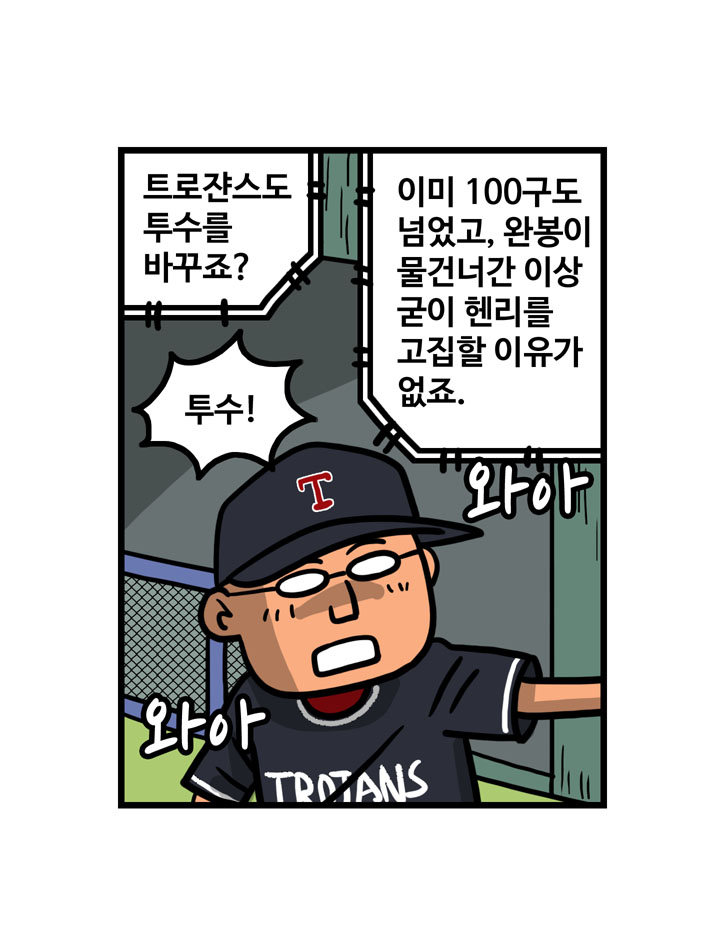 트로쟌스도
투수를
바꾸죠?
이미 100구도
넘었고, 완봉이
물건너간 이상
굳이 헨리를
고집할 이유가
없죠.
투수!
T
와아
와아
TROJANS